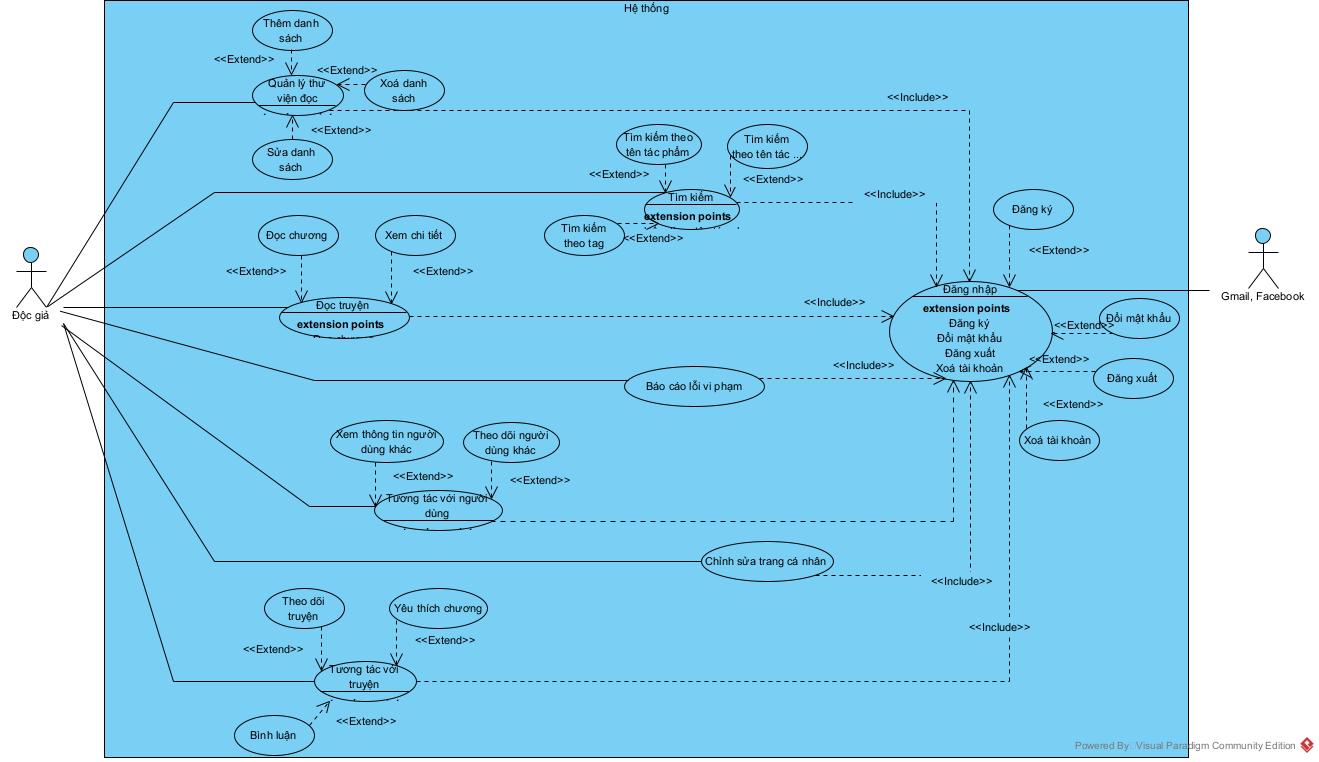 Hệ thống
Thêm danh
sách
<<Extend>>
<<Extend>>
Quản lý thư
viện đọc
Xoá danh
sách
<<Include>>
<<Extend>>
Sửa danh
sách
Tìm kiếm theo
tên tác phẩm
Tìm kiếm
theo tên tác ...
<<Extend>>
<<Extend>>
Tìm kiếm
extension points
<<Include>>
Tìm kiếm
theo tag
<<Extend>>
Đăng ký
<<Extend>>
Đọc chương
Xem chi tiết
<<Extend>>
<<Extend>>
Độc giả
Gmail, Facebook
Đọc truyện
extension points
<<Include>>
Đăng nhập
extension points
Đăng ký
Đổi mật khẩu
Đăng xuất
Xoá tài khoản
Đổi mật khẩu
<<Extend>>
<<Extend>>
Đăng xuất
<<Include>>
Báo cáo lỗi vi phạm
<<Extend>>
Xoá tài khoản
Xem thông tin người
dùng khác
Theo dõi người
dùng khác
<<Extend>>
<<Extend>>
Tương tác với người
dùng
Chỉnh sửa trang cá nhân
<<Include>>
Theo dõi
truyện
Yêu thích chương
<<Include>>
<<Extend>>
<<Extend>>
Tương tác với
truyện
<<Extend>>
Bình luận
Powered By Visual Paradigm Community Edition